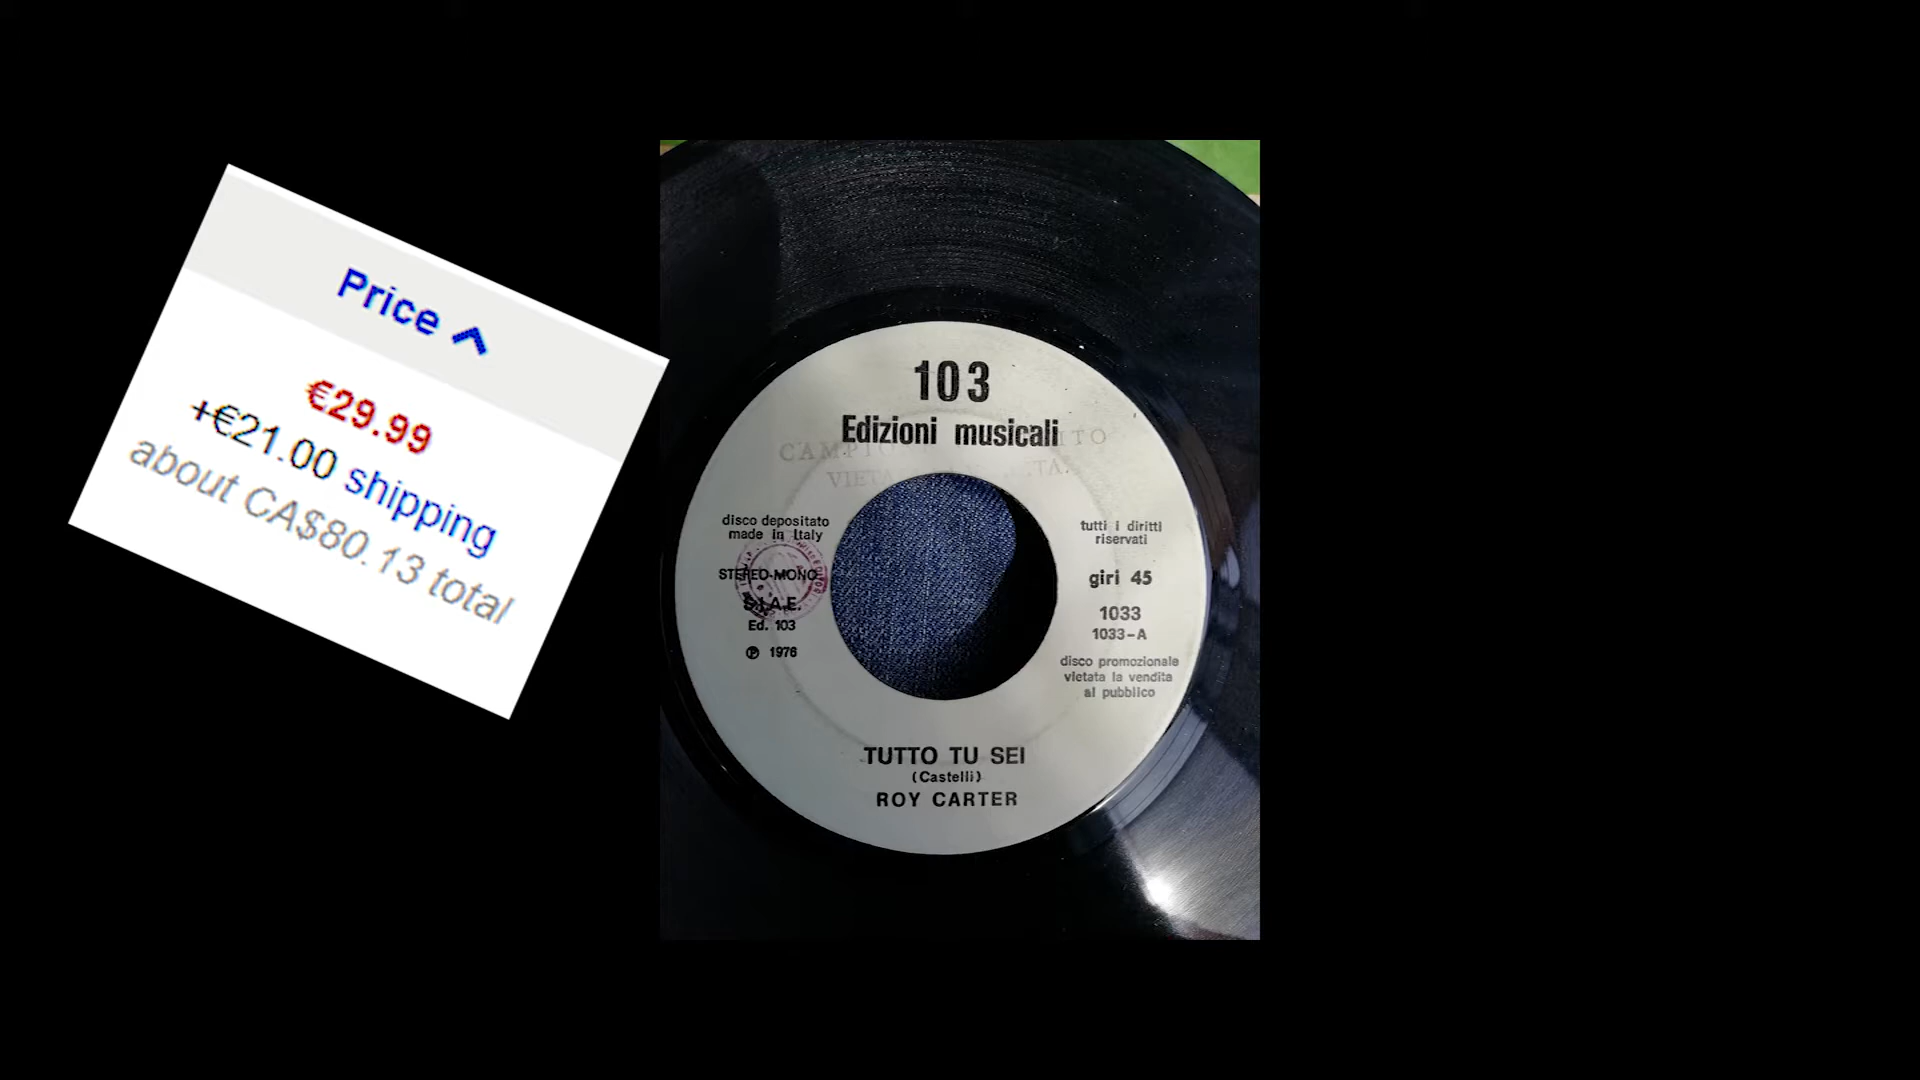 Price
€29.99
+€21.00 shipping
about CA$80.13 total
103
Edizioni musicali
disco depositato
made in Italy
STEREO-MONO
S.I.A.E.
Ed. 103
℗ 1976
tutti i diritti
riservati
giri 45
1033
1033-A
disco promozionale
vietata la vendita
al pubblico
TUTTO TU SEI
(Castelli)
ROY CARTER